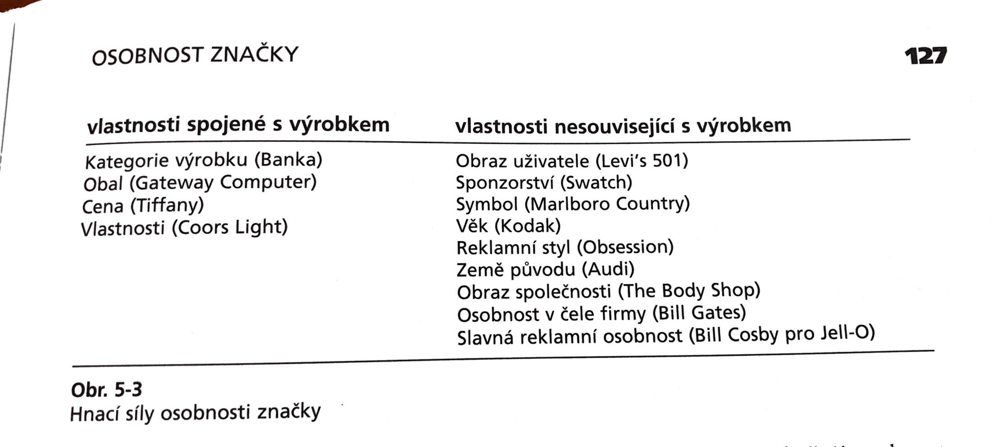 OSOBNOST ZNAČKY
127
vlastnosti spojené s výrobkem
Kategorie výrobku (Banka)
Obal (Gateway Computer)
Cena (Tiffany)
Vlastnosti (Coors Light)
vlastnosti nesouvisející s výrobkem
Obraz uživatele (Levi's 501)
Sponzorství (Swatch)
Symbol (Marlboro Country)
Věk (Kodak)
Reklamní styl (Obsession)
Země původu (Audi)
Obraz společnosti (The Body Shop)
Osobnost v čele firmy (Bill Gates)
Slavná reklamní osobnost (Bill Cosby pro Jell-O)
Obr. 5-3
Hnací síly osobnosti značky